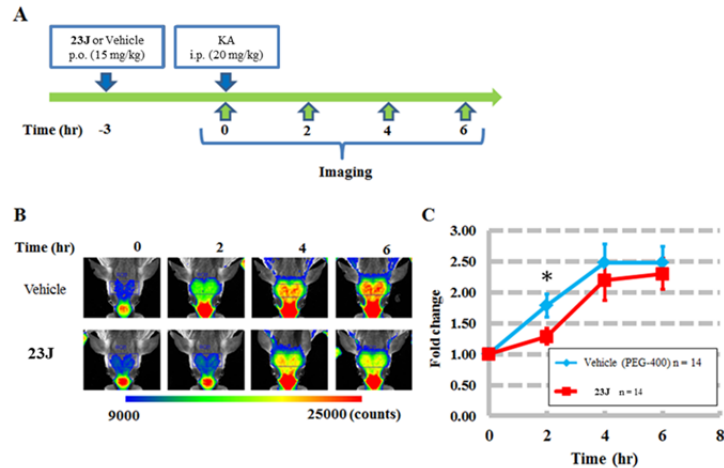 A
23J or Vehicle
p.o. (15 mg/kg)
KA
i.p. (20 mg/kg)
Time (hr) -3 0 2 4 6
Imaging
B
Time (hr) 0 2 4 6
Vehicle
23J
9000 25000 (counts)
C
3.00
2.50
2.00
1.50
1.00
0.50
0.00
Fold change
*
Vehicle (PEG-400) n = 14
23J n = 14
0 2 4 6 8
Time (hr)